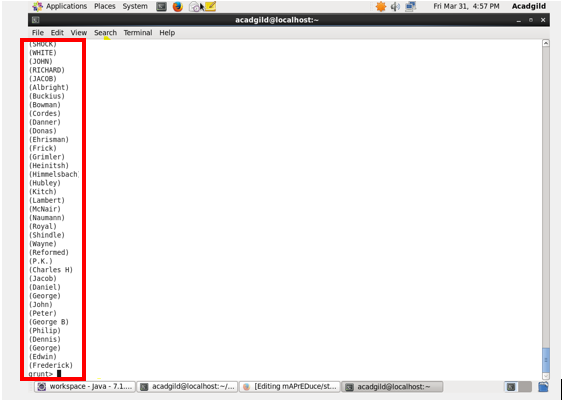 Applications Places System Fri Mar 31, 4:57 PM Acadgild
acadgild@localhost:~
File Edit View Search Terminal Help
(SHUCK)
(WHITE)
(JOHN)
(RICHARD)
(JACOB)
(Albright)
(Buckius)
(Bowman)
(Cordes)
(Danner)
(Donas)
(Ehrisman)
(Frick)
(Grimler)
(Heinitsh)
(Himmelsbach)
(Hubley)
(Kitch)
(Lambert)
(McNair)
(Naumann)
(Royal)
(Shindle)
(Wayne)
(Reformed)
(P.K.)
(Charles H)
(Jacob)
(Daniel)
(George)
(John)
(Peter)
(George B)
(Philip)
(Dennis)
(George)
(Edwin)
(Frederick)
grunt>
workspace - Java - 7.1.... acadgild@localhost:~/... [Editing mAPrEDuce/st... acadgild@localhost:~